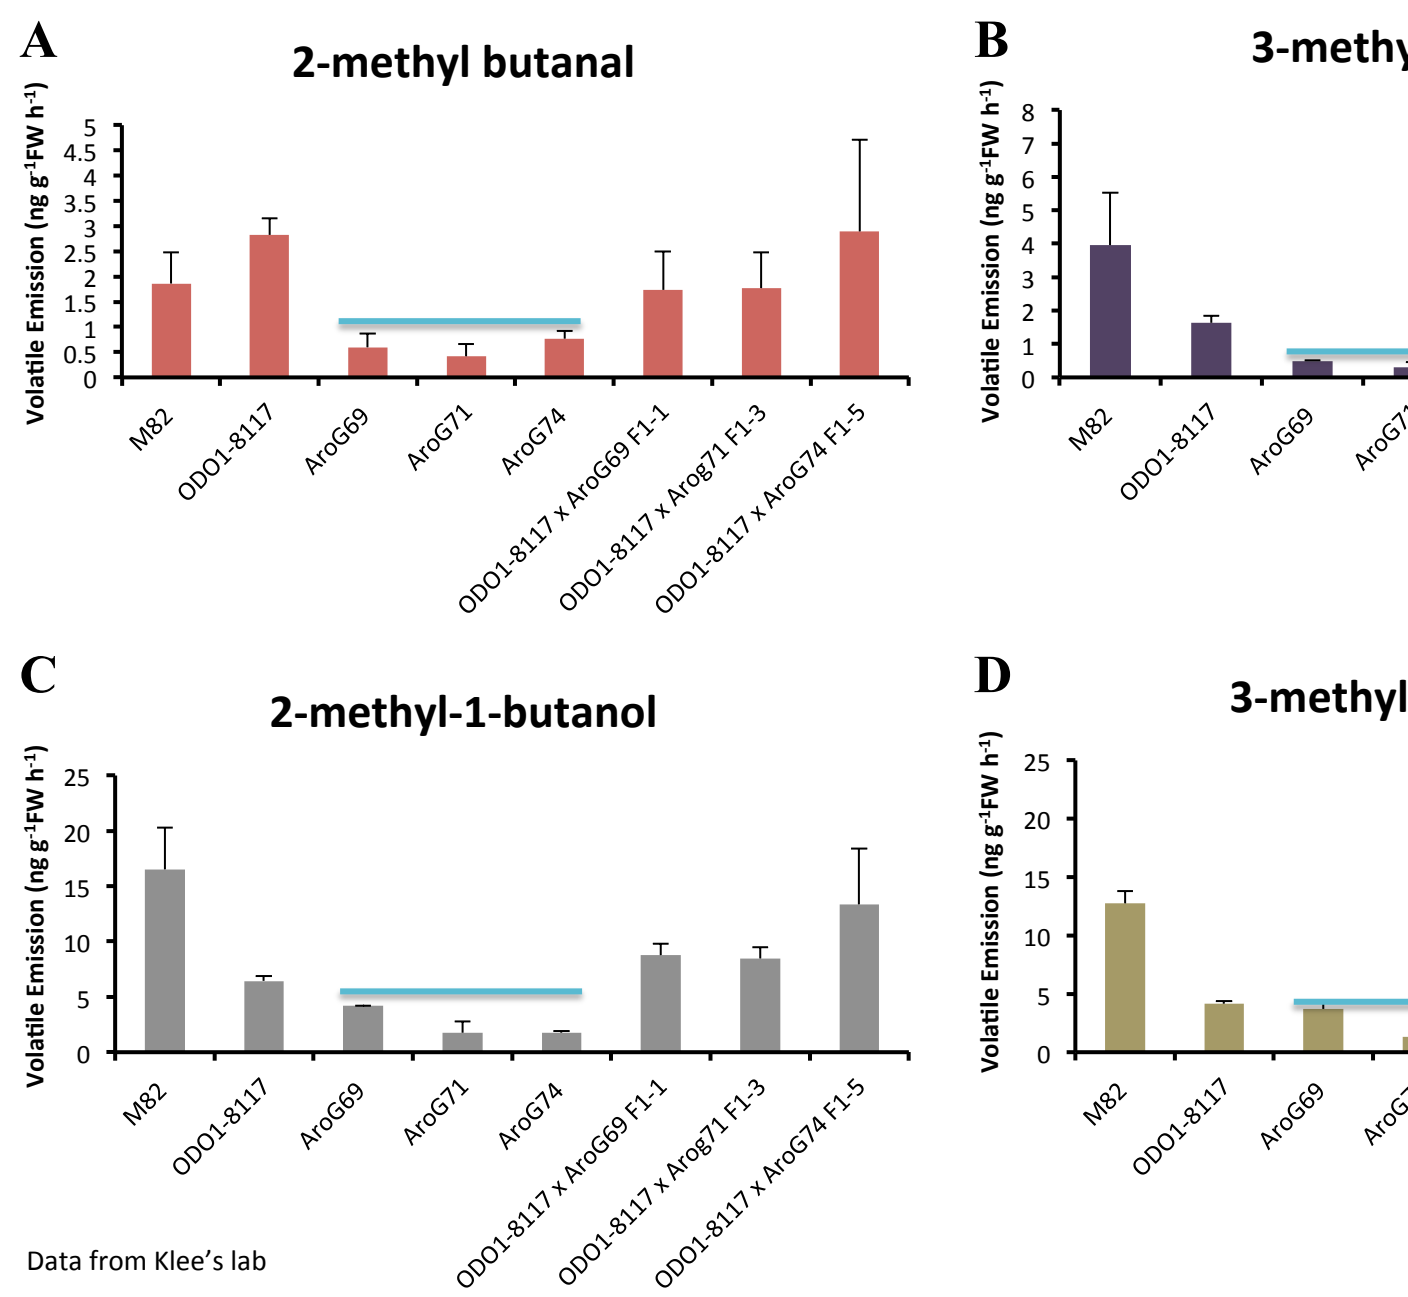 A
2-methyl butanal
Volatile Emission (ng g-1FW h-1)
5
4.5
4
3.5
3
2.5
2
1.5
1
0.5
0
M82
ODO1-8117
AroG69
AroG71
AroG74
ODO1-8117 x AroG69 F1-1
ODO1-8117 x Arog71 F1-3
ODO1-8117 x AroG74 F1-5
B
3-methy
Volatile Emission (ng g-1FW h-1)
8
7
6
5
4
3
2
1
0
M82
ODO1-8117
AroG69
AroG71
C
2-methyl-1-butanol
Volatile Emission (ng g-1FW h-1)
25
20
15
10
5
0
M82
ODO1-8117
AroG69
AroG71
AroG74
ODO1-8117 x AroG69 F1-1
ODO1-8117 x Arog71 F1-3
ODO1-8117 x AroG74 F1-5
D
3-methyl
Volatile Emission (ng g-1FW h-1)
25
20
15
10
5
0
M82
ODO1-8117
AroG69
AroG7
Data from Klee's lab